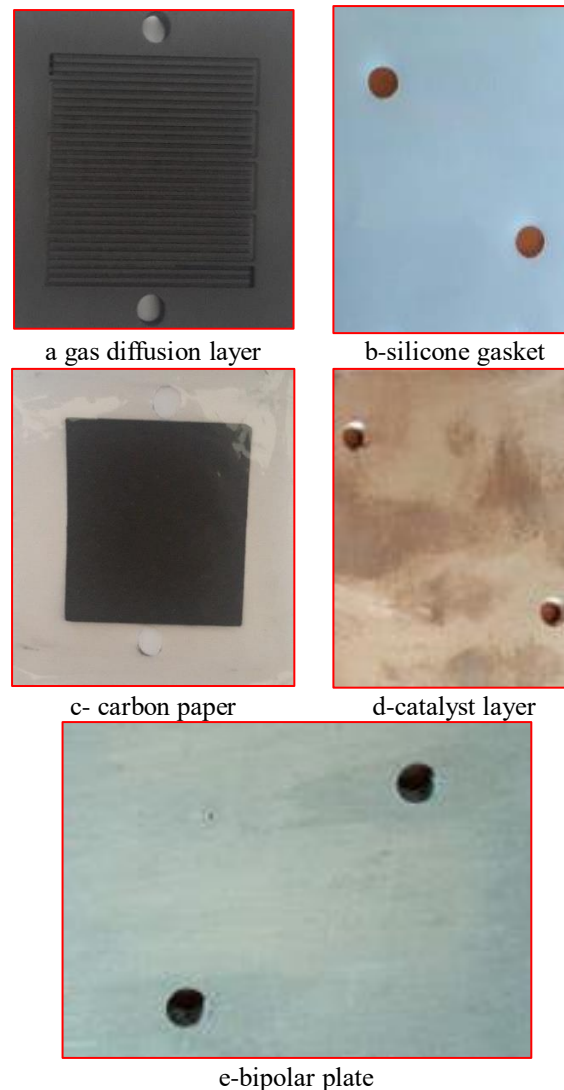 a gas diffusion layer
b-silicone gasket
c- carbon paper
d-catalyst layer
e-bipolar plate